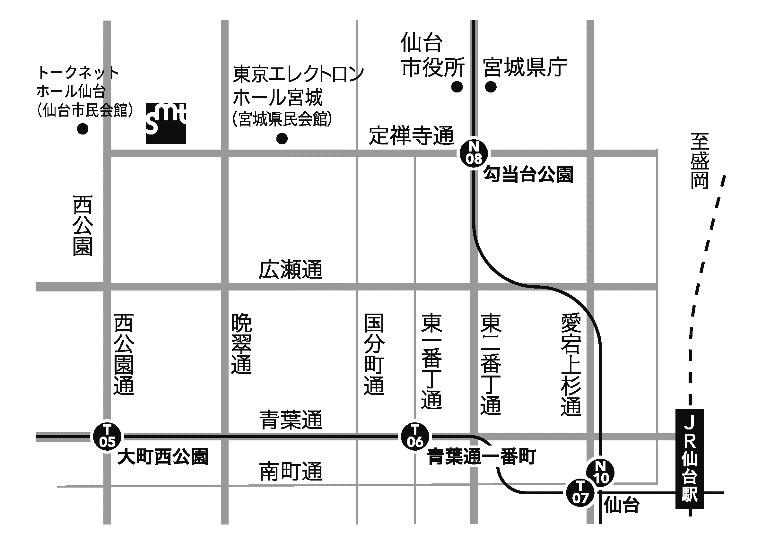 仙台
市役所
宮城県庁
トークネット
ホール仙台
(仙台市民会館)
smt
東京エレクトロン
ホール宮城
(宮城県民会館)
定禅寺通
N
08
勾当台公園
至盛岡
西公園
広瀬通
西公園通
晩翠通
国分町通
東一番丁通
東二番丁通
愛宕上杉通
青葉通
T
05
大町西公園
T
06
青葉通一番町
南町通
N
10
T
07
仙台
JR仙台駅